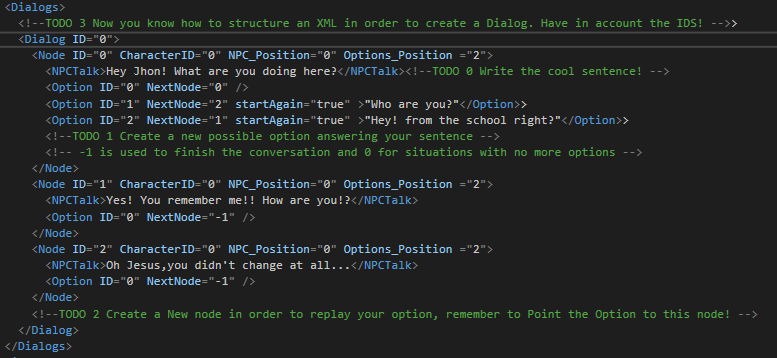 <Dialogs>
<!--TODO 3 Now you know how to structure an XML in order to create a Dialog. Have in account the IDS! -->>
<Dialog ID="0">
<Node ID="0" CharacterID="0" NPC_Position="0" Options_Position ="2">
<NPCTalk>Hey Jhon! What are you doing here?</NPCTalk><!--TODO 0 Write the cool sentence! -->
<Option ID="0" NextNode="0" />
<Option ID="1" NextNode="2" startAgain="true" >"Who are you?"</Option>>
<Option ID="2" NextNode="1" startAgain="true" >"Hey! from the school right?"</Option>>
<!--TODO 1 Create a new possible option answering your sentence -->
<!-- -1 is used to finish the conversation and 0 for situations with no more options -->
</Node>
<Node ID="1" CharacterID="0" NPC_Position="0" Options_Position ="2">
<NPCTalk>Yes! You remember me!! How are you!?</NPCTalk>
<Option ID="0" NextNode="-1" />
</Node>
<Node ID="2" CharacterID="0" NPC_Position="0" Options_Position ="2">
<NPCTalk>Oh Jesus,you didn't change at all...</NPCTalk>
<Option ID="0" NextNode="-1" />
</Node>
<!--TODO 2 Create a New node in order to replay your option, remember to Point the Option to this node! -->
</Dialog>
</Dialogs>